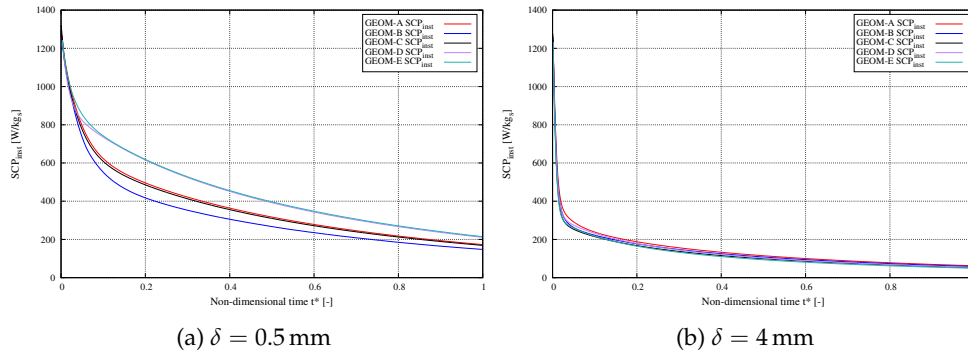 1400
1200
1000
800
600
400
200
0
0
0.2
0.4
0.6
0.8
1
SCP_inst [W/kg_s]
Non-dimensional time t* [-]
GEOM-A SCP_inst
GEOM-B SCP_inst
GEOM-C SCP_inst
GEOM-D SCP_inst
GEOM-E SCP_inst
(a) δ = 0.5 mm
1400
1200
1000
800
600
400
200
0
0
0.2
0.4
0.6
0.8
SCP_inst [W/kg_s]
Non-dimensional time t* [-]
GEOM-A SCP_inst
GEOM-B SCP_inst
GEOM-C SCP_inst
GEOM-D SCP_inst
GEOM-E SCP_inst
(b) δ = 4 mm